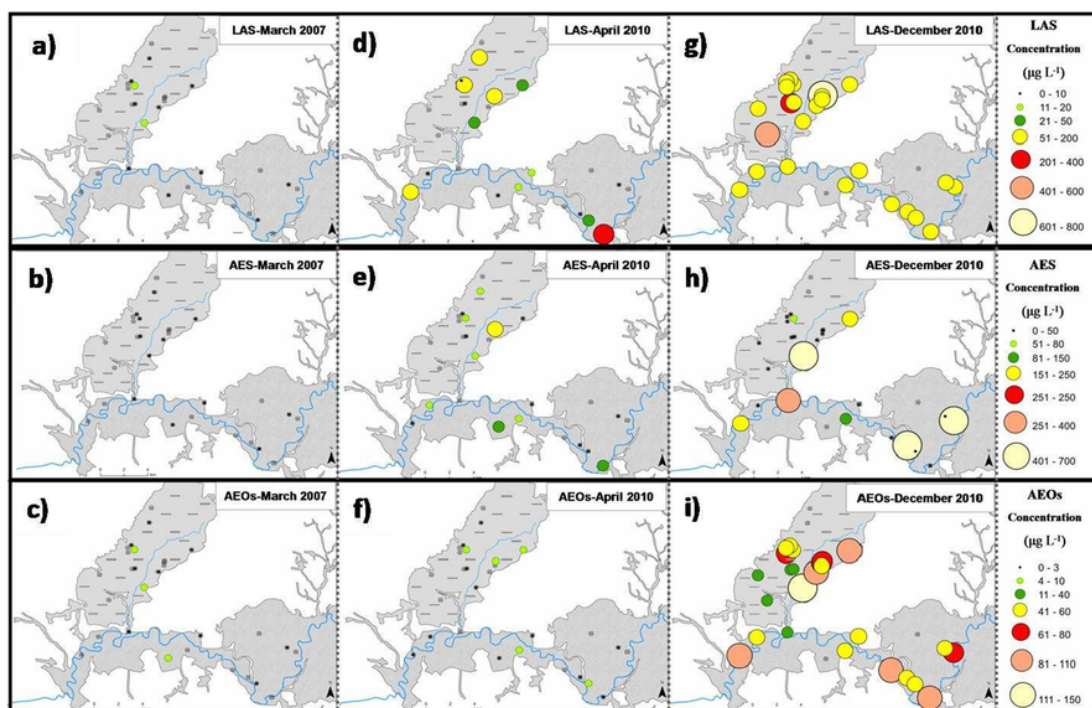 a)
LAS-March 2007
d)
LAS-April 2010
g)
LAS-December 2010
LAS
Concentration
(µg L-1)
0 - 10
11 - 20
21 - 50
51 - 200
201 - 400
401 - 600
601 - 800
b)
AES-March 2007
e)
AES-April 2010
h)
AES-December 2010
AES
Concentration
(µg L-1)
0 - 50
51 - 80
81 - 150
151 - 250
251 - 250
251 - 400
401 - 700
c)
AEOs-March 2007
f)
AEOs-April 2010
i)
AEOs-December 2010
AEOs
Concentration
(µg L-1)
0 - 3
4 - 10
11 - 40
41 - 60
61 - 80
81 - 110
111 - 150